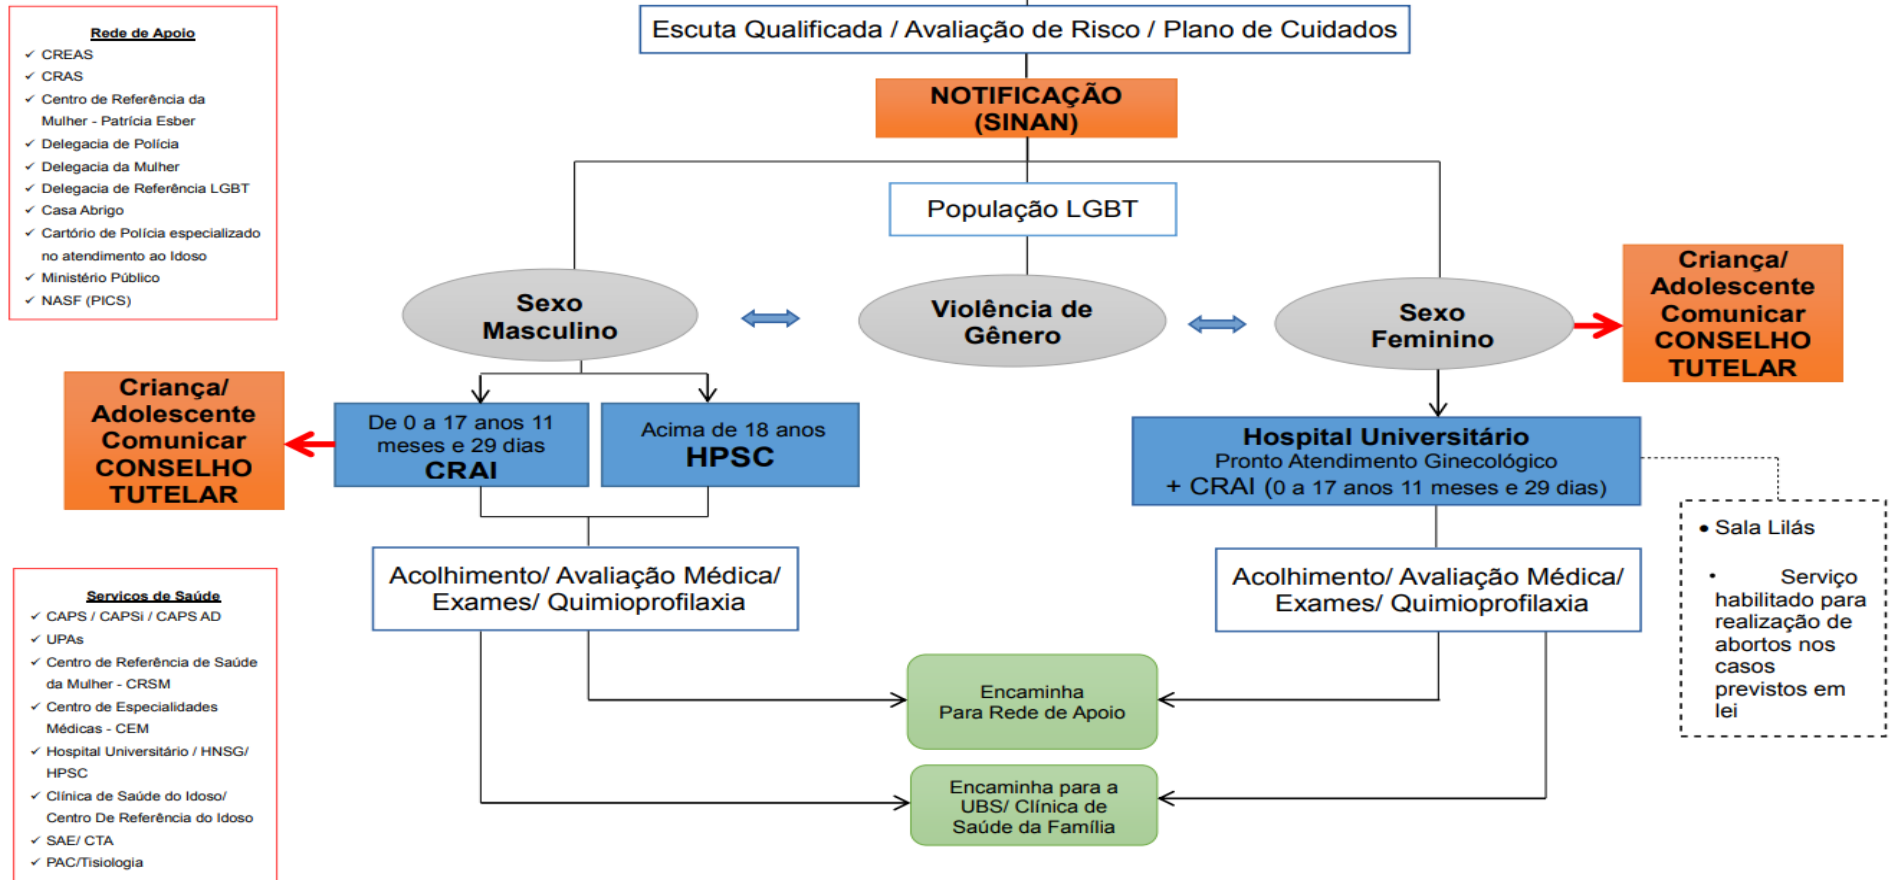 Rede de Apoio
✓ CREAS
✓ CRAS
✓ Centro de Referência da
Mulher - Patrícia Esber
✓ Delegacia de Polícia
✓ Delegacia da Mulher
✓ Delegacia de Referência LGBT
✓ Casa Abrigo
✓ Cartório de Polícia especializado
no atendimento ao Idoso
✓ Ministério Público
✓ NASF (PICS)
Escuta Qualificada / Avaliação de Risco / Plano de Cuidados
NOTIFICAÇÃO
(SINAN)
População LGBT
Sexo
Masculino
Violência de
Gênero
Sexo
Feminino
Criança/
Adolescente
Comunicar
CONSELHO
TUTELAR
Criança/
Adolescente
Comunicar
CONSELHO
TUTELAR
De 0 a 17 anos 11
meses e 29 dias
CRAI
Acima de 18 anos
HPSC
Hospital Universitário
Pronto Atendimento Ginecológico
+ CRAI (0 a 17 anos 11 meses e 29 dias)
Acolhimento/ Avaliação Médica/
Exames/ Quimioprofilaxia
Acolhimento/ Avaliação Médica/
Exames/ Quimioprofilaxia
• Sala Lilás
• Serviço
habilitado para
realização de
abortos nos
casos
previstos em
lei
Encaminha
Para Rede de Apoio
Encaminha para a
UBS/ Clínica de
Saúde da Família
Servicos de Saúde
✓ CAPS / CAPSi / CAPS AD
✓ UPAs
✓ Centro de Referência de Saúde
da Mulher - CRSM
✓ Centro de Especialidades
Médicas - CEM
✓ Hospital Universitário / HNSG/
HPSC
✓ Clínica de Saúde do Idoso/
Centro De Referência do Idoso
✓ SAE/ CTA
✓ PAC/Tisiologia